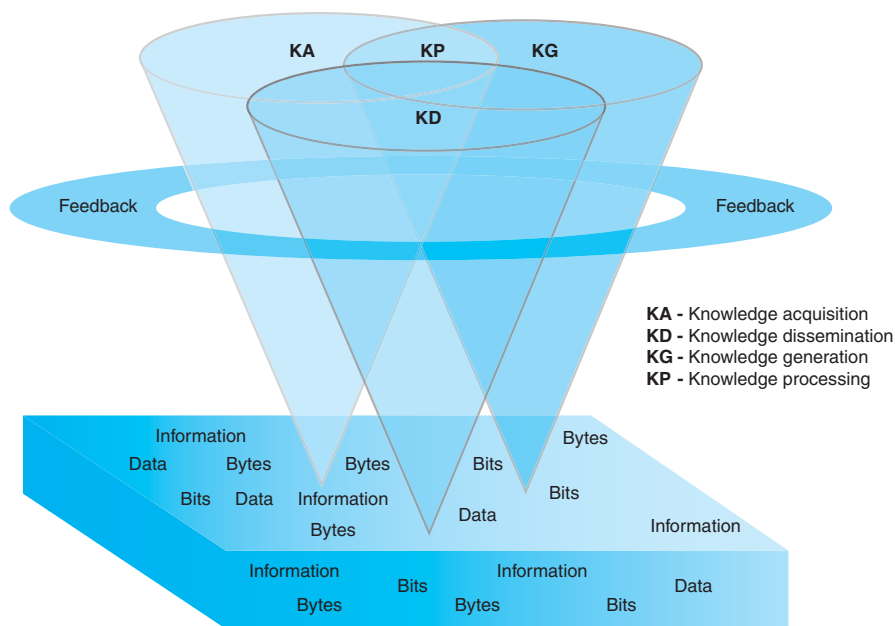 KA KP KG
KD
Feedback Feedback
KA - Knowledge acquisition
KD - Knowledge dissemination
KG - Knowledge generation
KP - Knowledge processing
Information Bytes
Data Bytes Bytes Bits
Bits Data Information Bits
Bytes Data Information
Information Bits Information Data
Bytes Bytes Bits